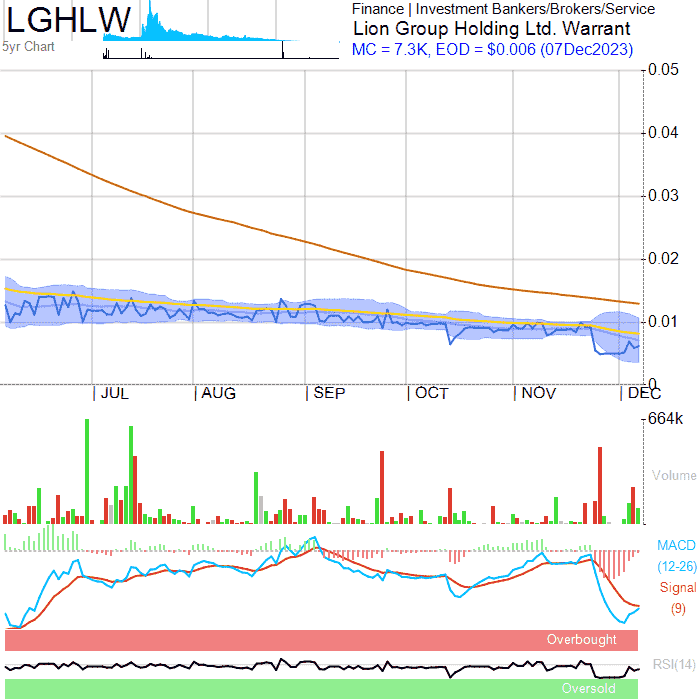 LGHLW
5yr Chart
Finance | Investment Bankers/Brokers/Service
Lion Group Holding Ltd. Warrant
MC = 7.3K, EOD = $0.006 (07Dec2023)
0.05
0.04
0.03
0.02
0.01
0
JUL AUG SEP OCT NOV DEC
664k
Volume
MACD
(12-26)
Signal
(9)
Overbought
RSI(14)
Oversold